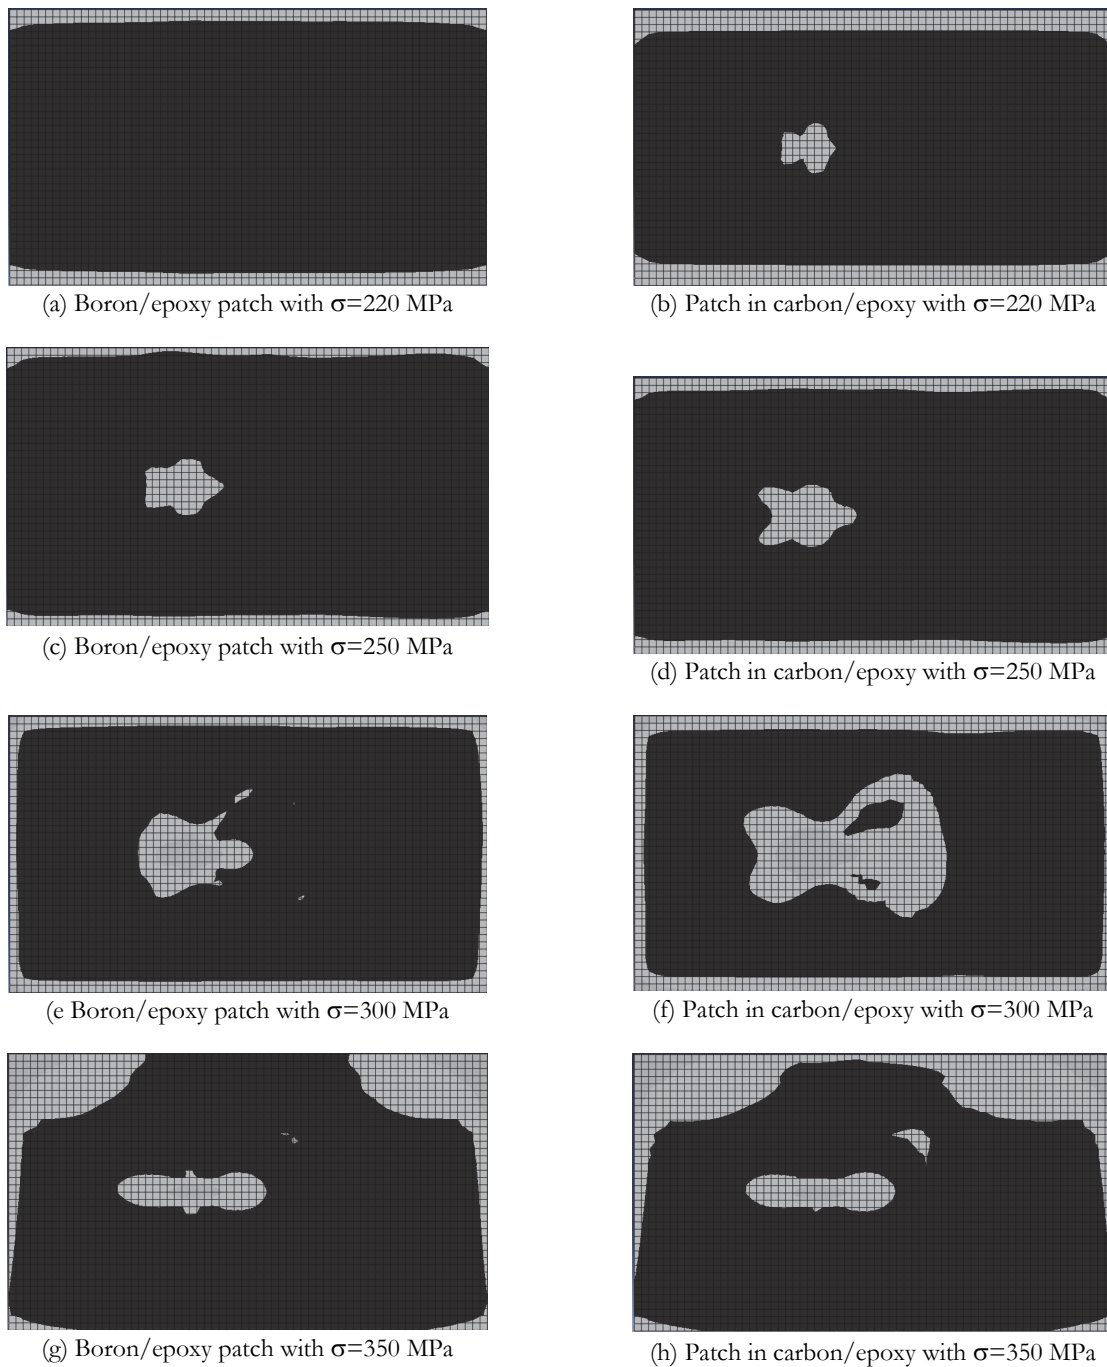 (a) Boron/epoxy patch with σ=220 MPa
(b) Patch in carbon/epoxy with σ=220 MPa
(c) Boron/epoxy patch with σ=250 MPa
(d) Patch in carbon/epoxy with σ=250 MPa
(e Boron/epoxy patch with σ=300 MPa
(f) Patch in carbon/epoxy with σ=300 MPa
(g) Boron/epoxy patch with σ=350 MPa
(h) Patch in carbon/epoxy with σ=350 MPa